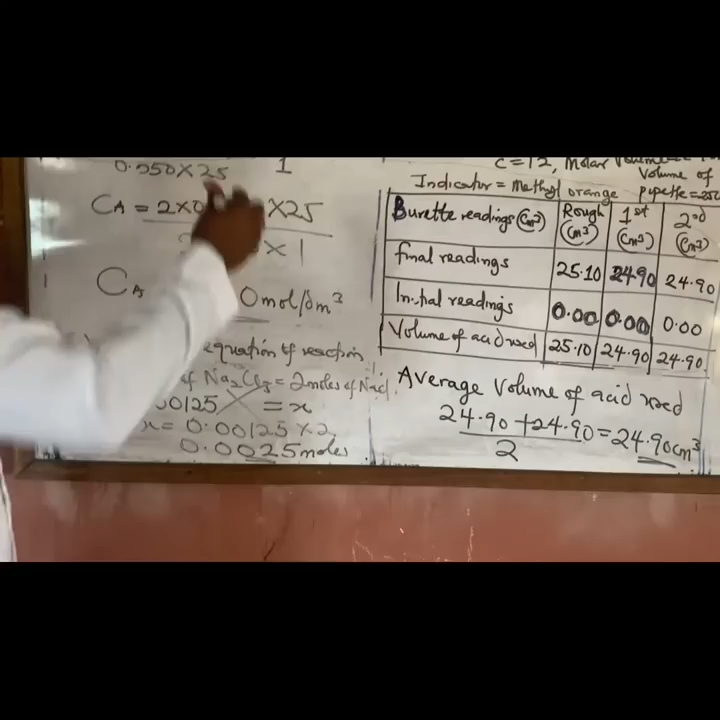 0.050×25 1
CA = 2×0 ×25
×1
CA 0mol/dm³
equation of reaction
of Na2CO3 = 2moles of NaCl.
00125 = x
x = 0.00125×2
0.0025moles
C=12, Molar Volume
Volume of
Indicator = Methyl orange pipette = 25
Burette readings (cm³) Rough (cm³) 1st (cm³) 2nd (cm³)
final readings 25.10 24.90 24.90
Initial readings 0.00 0.00 0.00
Volume of acid used 25.10 24.90 24.90
Average Volume of acid used
24.90 + 24.90 = 24.90cm³
2